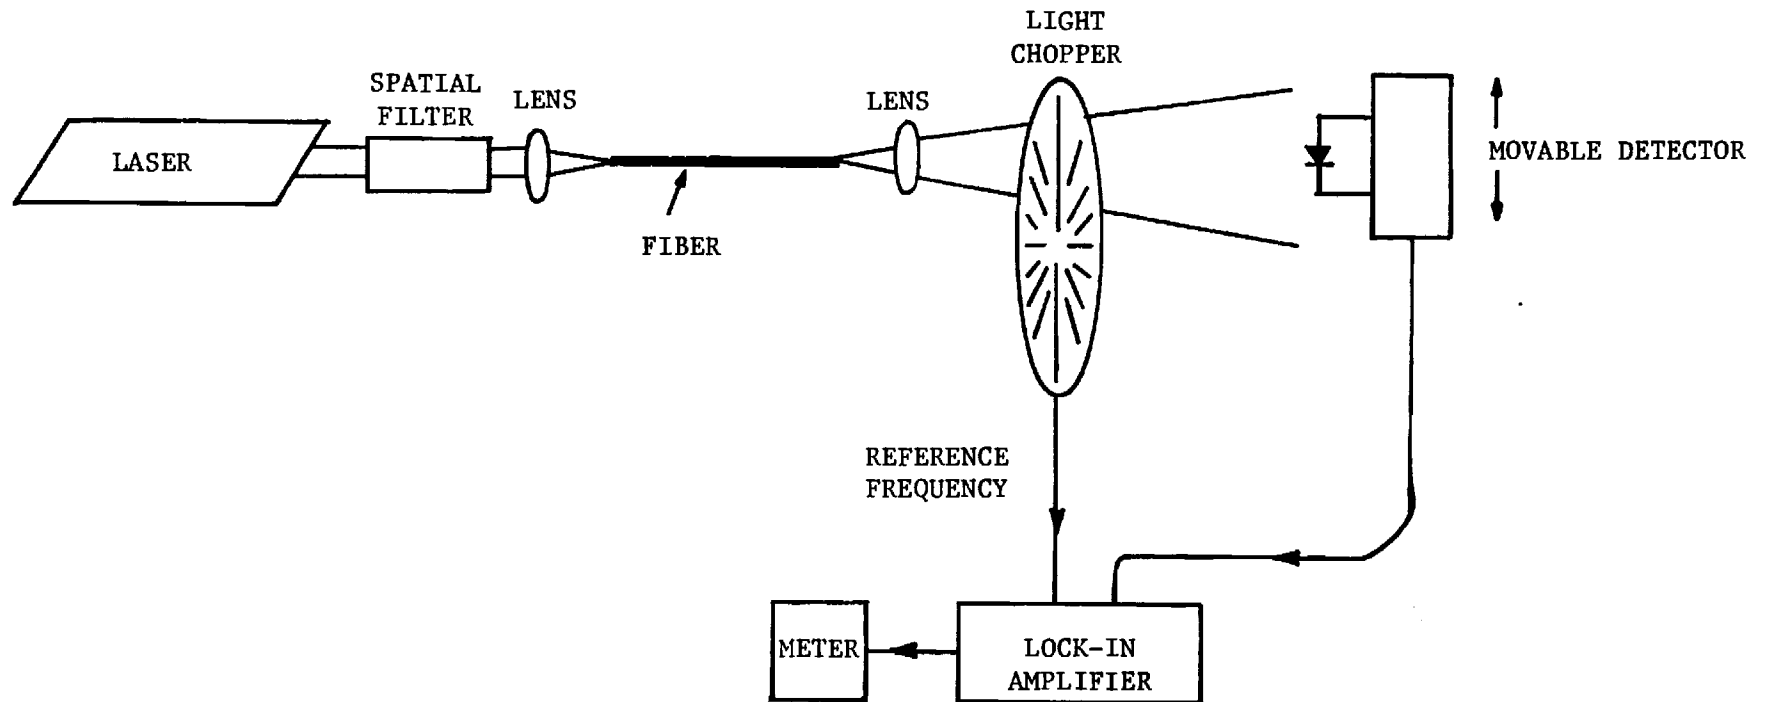 LIGHT
CHOPPER
SPATIAL
FILTER
LENS
LENS
LASER
MOVABLE DETECTOR
FIBER
REFERENCE
FREQUENCY
METER
LOCK-IN
AMPLIFIER